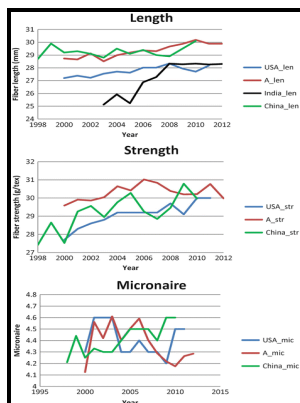 Length
31
30
29
28
27
26
25
24
1998 2000 2002 2004 2006 2008 2010 2012
Fiber length (mm)
Year
USA_len
A_len
India_len
China_len
Strength
32
31
30
29
28
27
1998 2000 2002 2004 2006 2008 2010 2012
Fiber strength (g/tex)
Year
USA_str
A_str
China_str
Micronaire
4.8
4.7
4.6
4.5
4.4
4.3
4.2
4.1
4
1995 2000 2005 2010 2015
Micronaire
Year
USA_mic
A_mic
China_mic